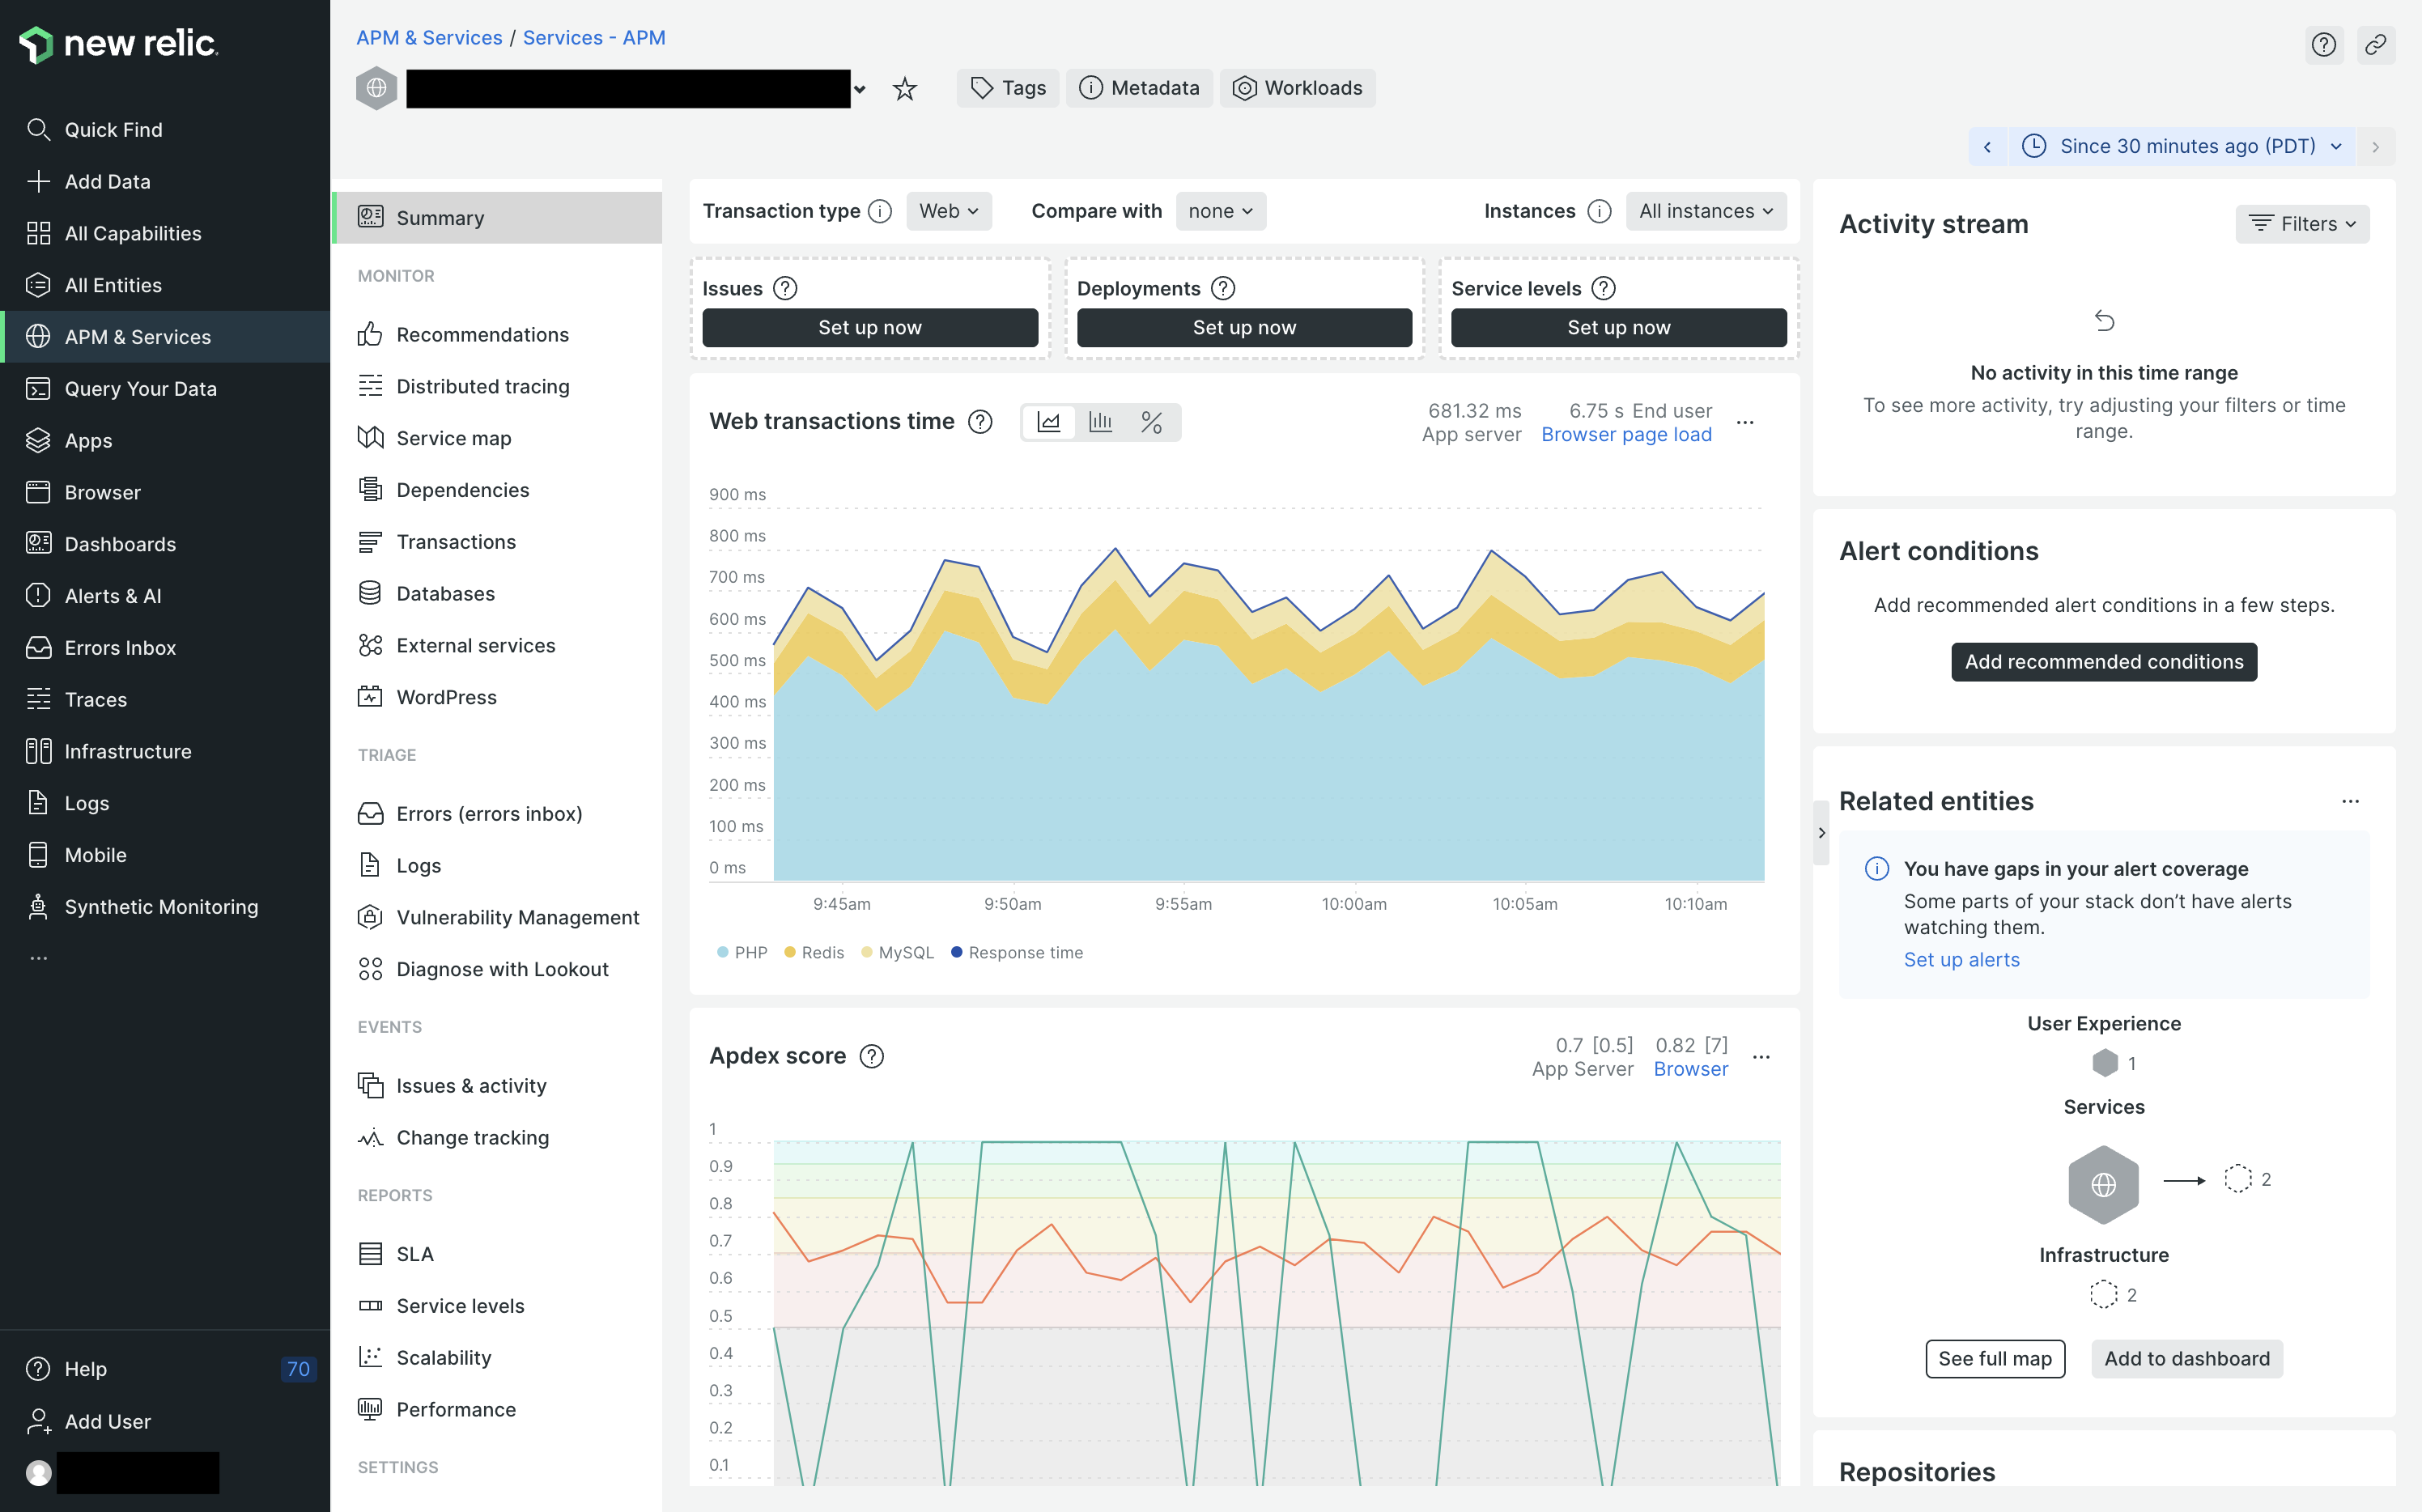 new relic.
Quick Find
Add Data
All Capabilities
All Entities
APM & Services
Query Your Data
Apps
Browser
Dashboards
Alerts & AI
Errors Inbox
Traces
Infrastructure
Logs
Mobile
Synthetic Monitoring
...
Help 70
Add User
APM & Services / Services - APM
Tags Metadata Workloads
Since 30 minutes ago (PDT)
Summary
MONITOR
Recommendations
Distributed tracing
Service map
Dependencies
Transactions
Databases
External services
WordPress
TRIAGE
Errors (errors inbox)
Logs
Vulnerability Management
Diagnose with Lookout
EVENTS
Issues & activity
Change tracking
REPORTS
SLA
Service levels
Scalability
Performance
SETTINGS
Transaction type Web Compare with none Instances All instances
Issues
Set up now
Deployments
Set up now
Service levels
Set up now
Web transactions time %
681.32 ms 6.75 s End user
App server Browser page load
...
900 ms
800 ms
700 ms
600 ms
500 ms
400 ms
300 ms
200 ms
100 ms
0 ms
9:45am 9:50am 9:55am 10:00am 10:05am 10:10am
PHP Redis MySQL Response time
Apdex score
0.7 [0.5] 0.82 [7]
App Server Browser
...
1
0.9
0.8
0.7
0.6
0.5
0.4
0.3
0.2
0.1
Activity stream Filters
No activity in this time range
To see more activity, try adjusting your filters or time
range.
Alert conditions
Add recommended alert conditions in a few steps.
Add recommended conditions
Related entities ...
You have gaps in your alert coverage
Some parts of your stack don’t have alerts
watching them.
Set up alerts
User Experience
1
Services
2
Infrastructure
2
See full map Add to dashboard
Repositories